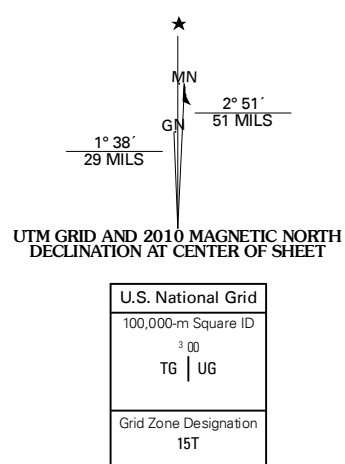 ★
MN
GN
2° 51´
51 MILS
1° 38´
29 MILS
UTM GRID AND 2010 MAGNETIC NORTH
DECLINATION AT CENTER OF SHEET
U.S. National Grid
100,000-m Square ID
³ 00
TG | UG
Grid Zone Designation
15T